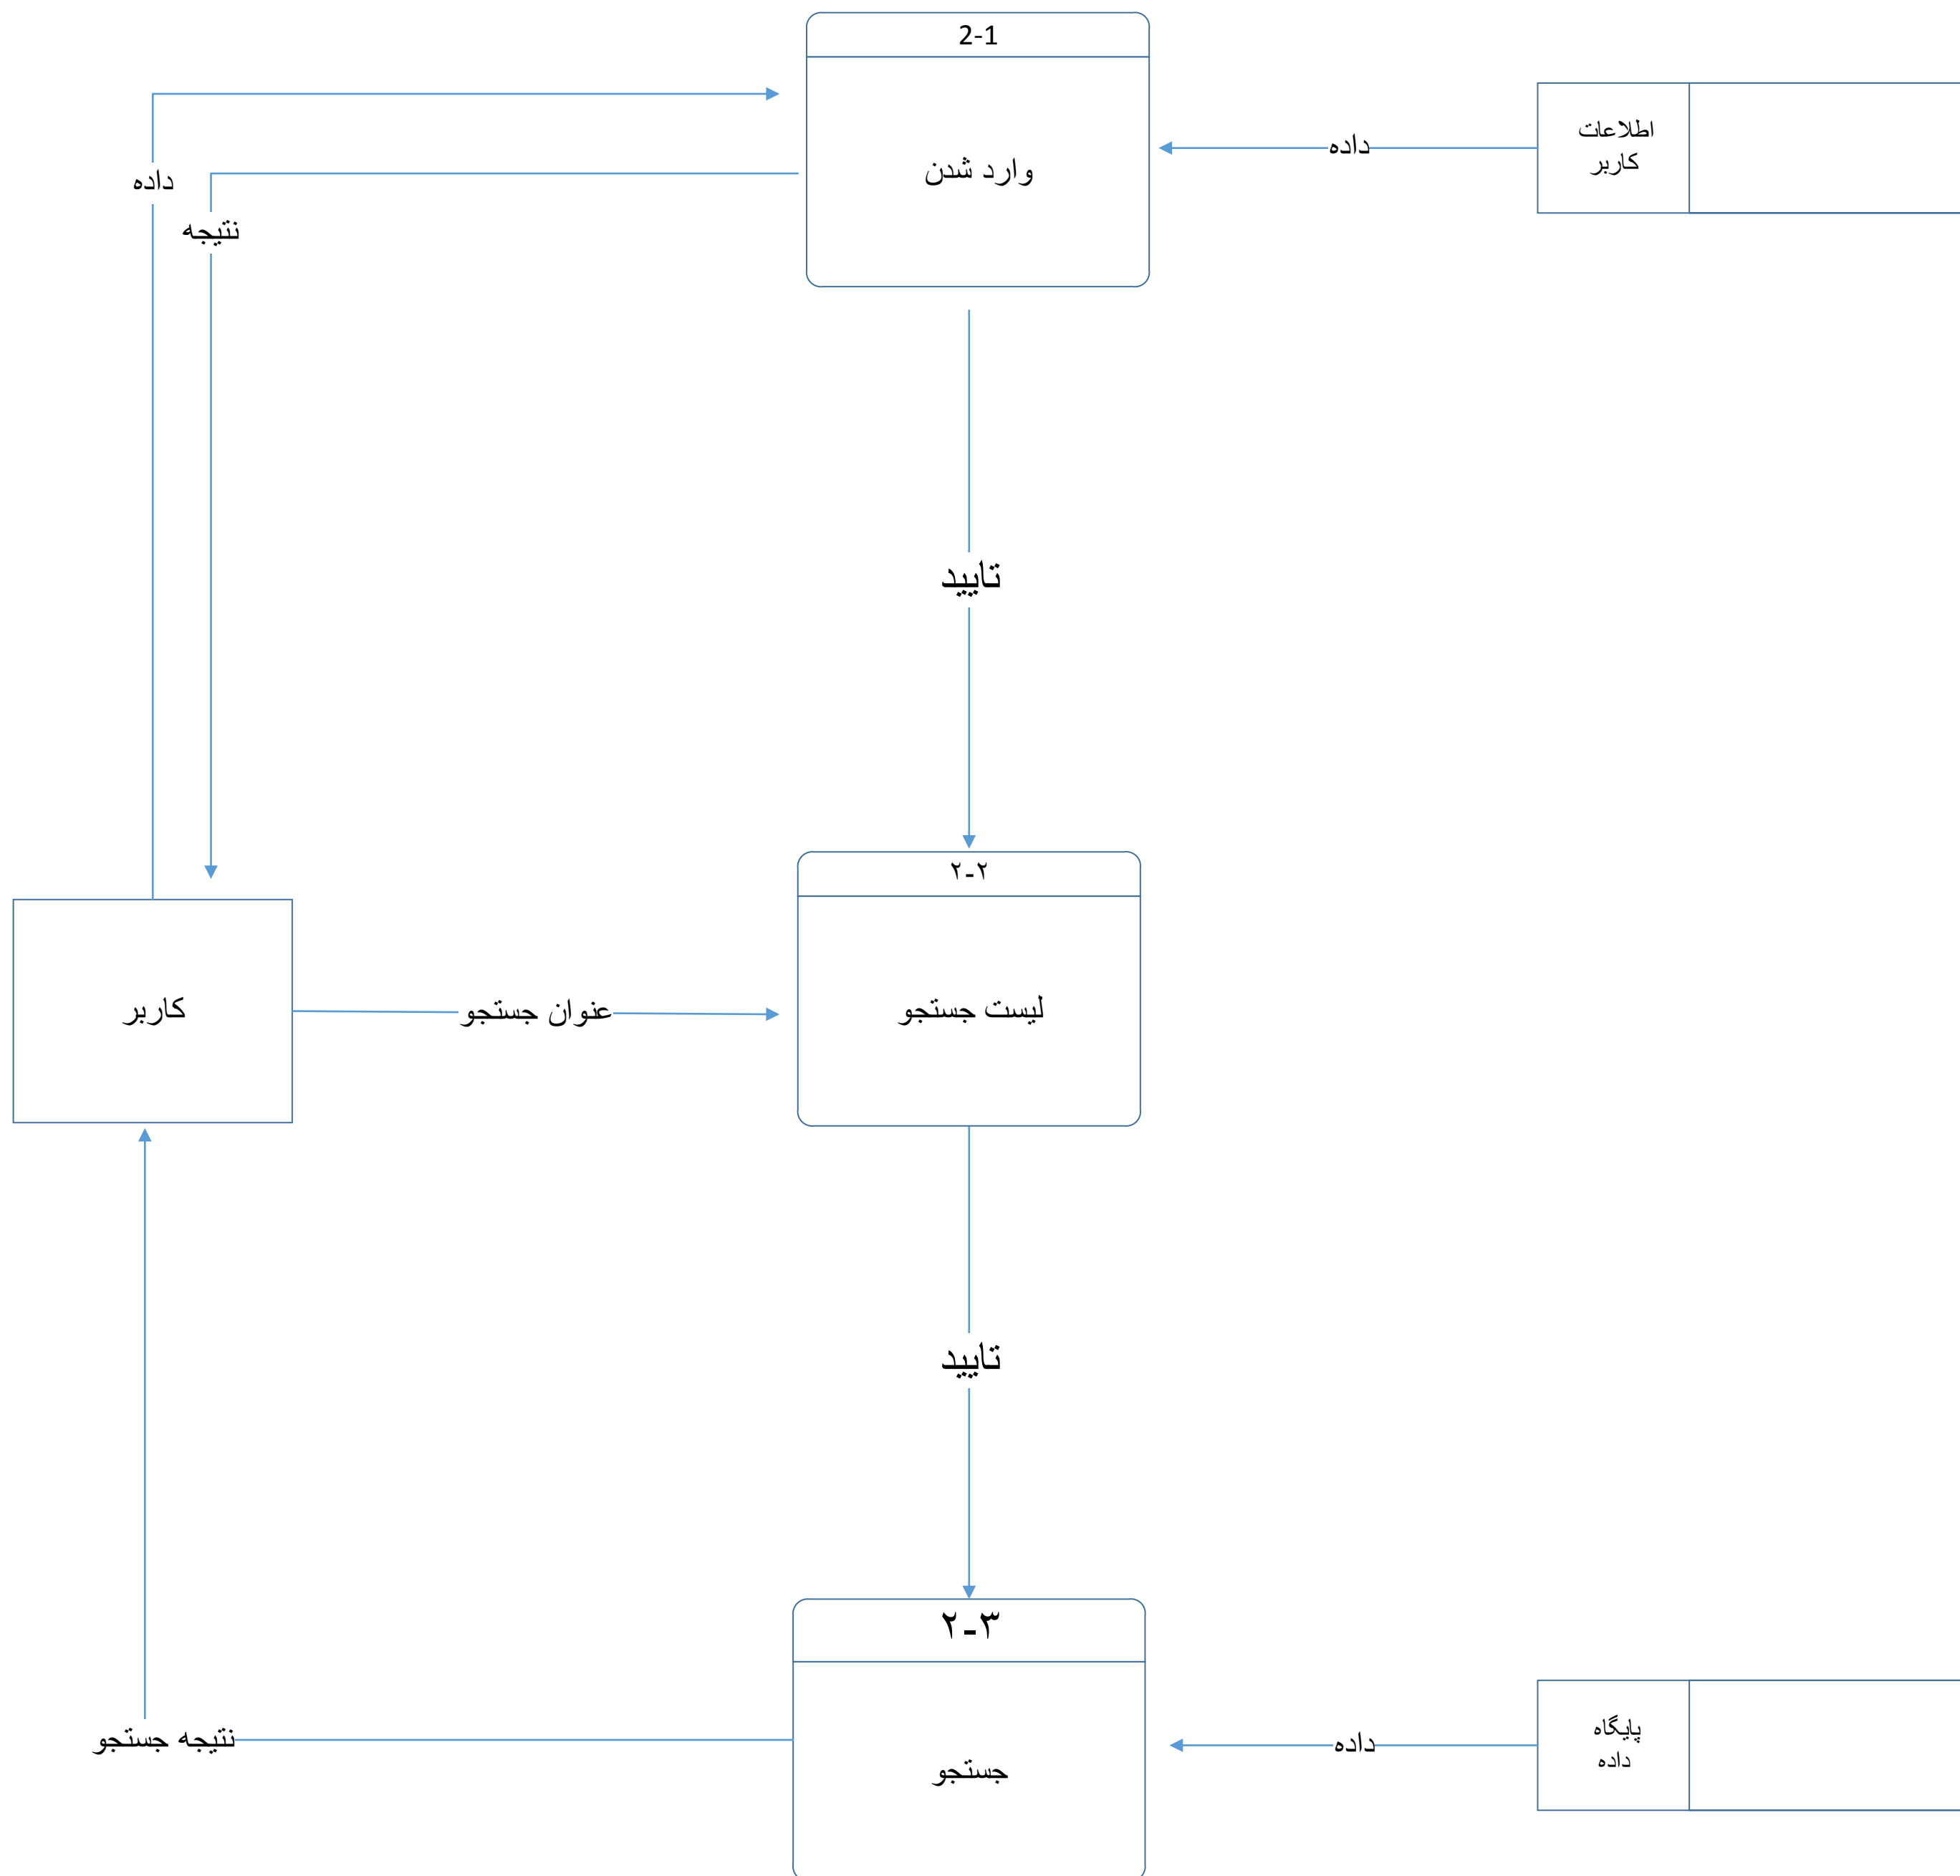 2-1
وارد شدن
داده
اطلاعات
کاربر
داده
نتیجه
تایید
۲-۲
لیست جستجو
کاربر
عنوان جستجو
تایید
۲-۳
جستجو
نتیجه جستجو
داده
پایگاه
داده